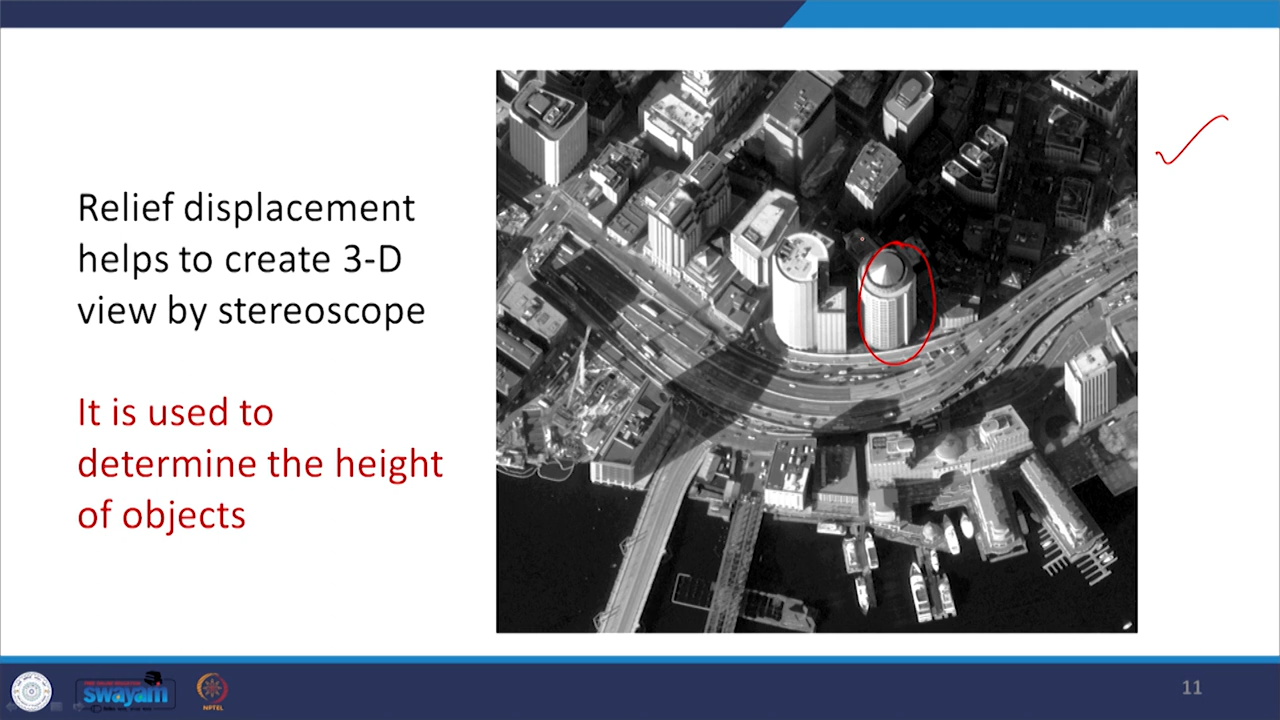 Relief displacement
helps to create 3-D
view by stereoscope
It is used to
determine the height
of objects
swayam
NPTEL
11